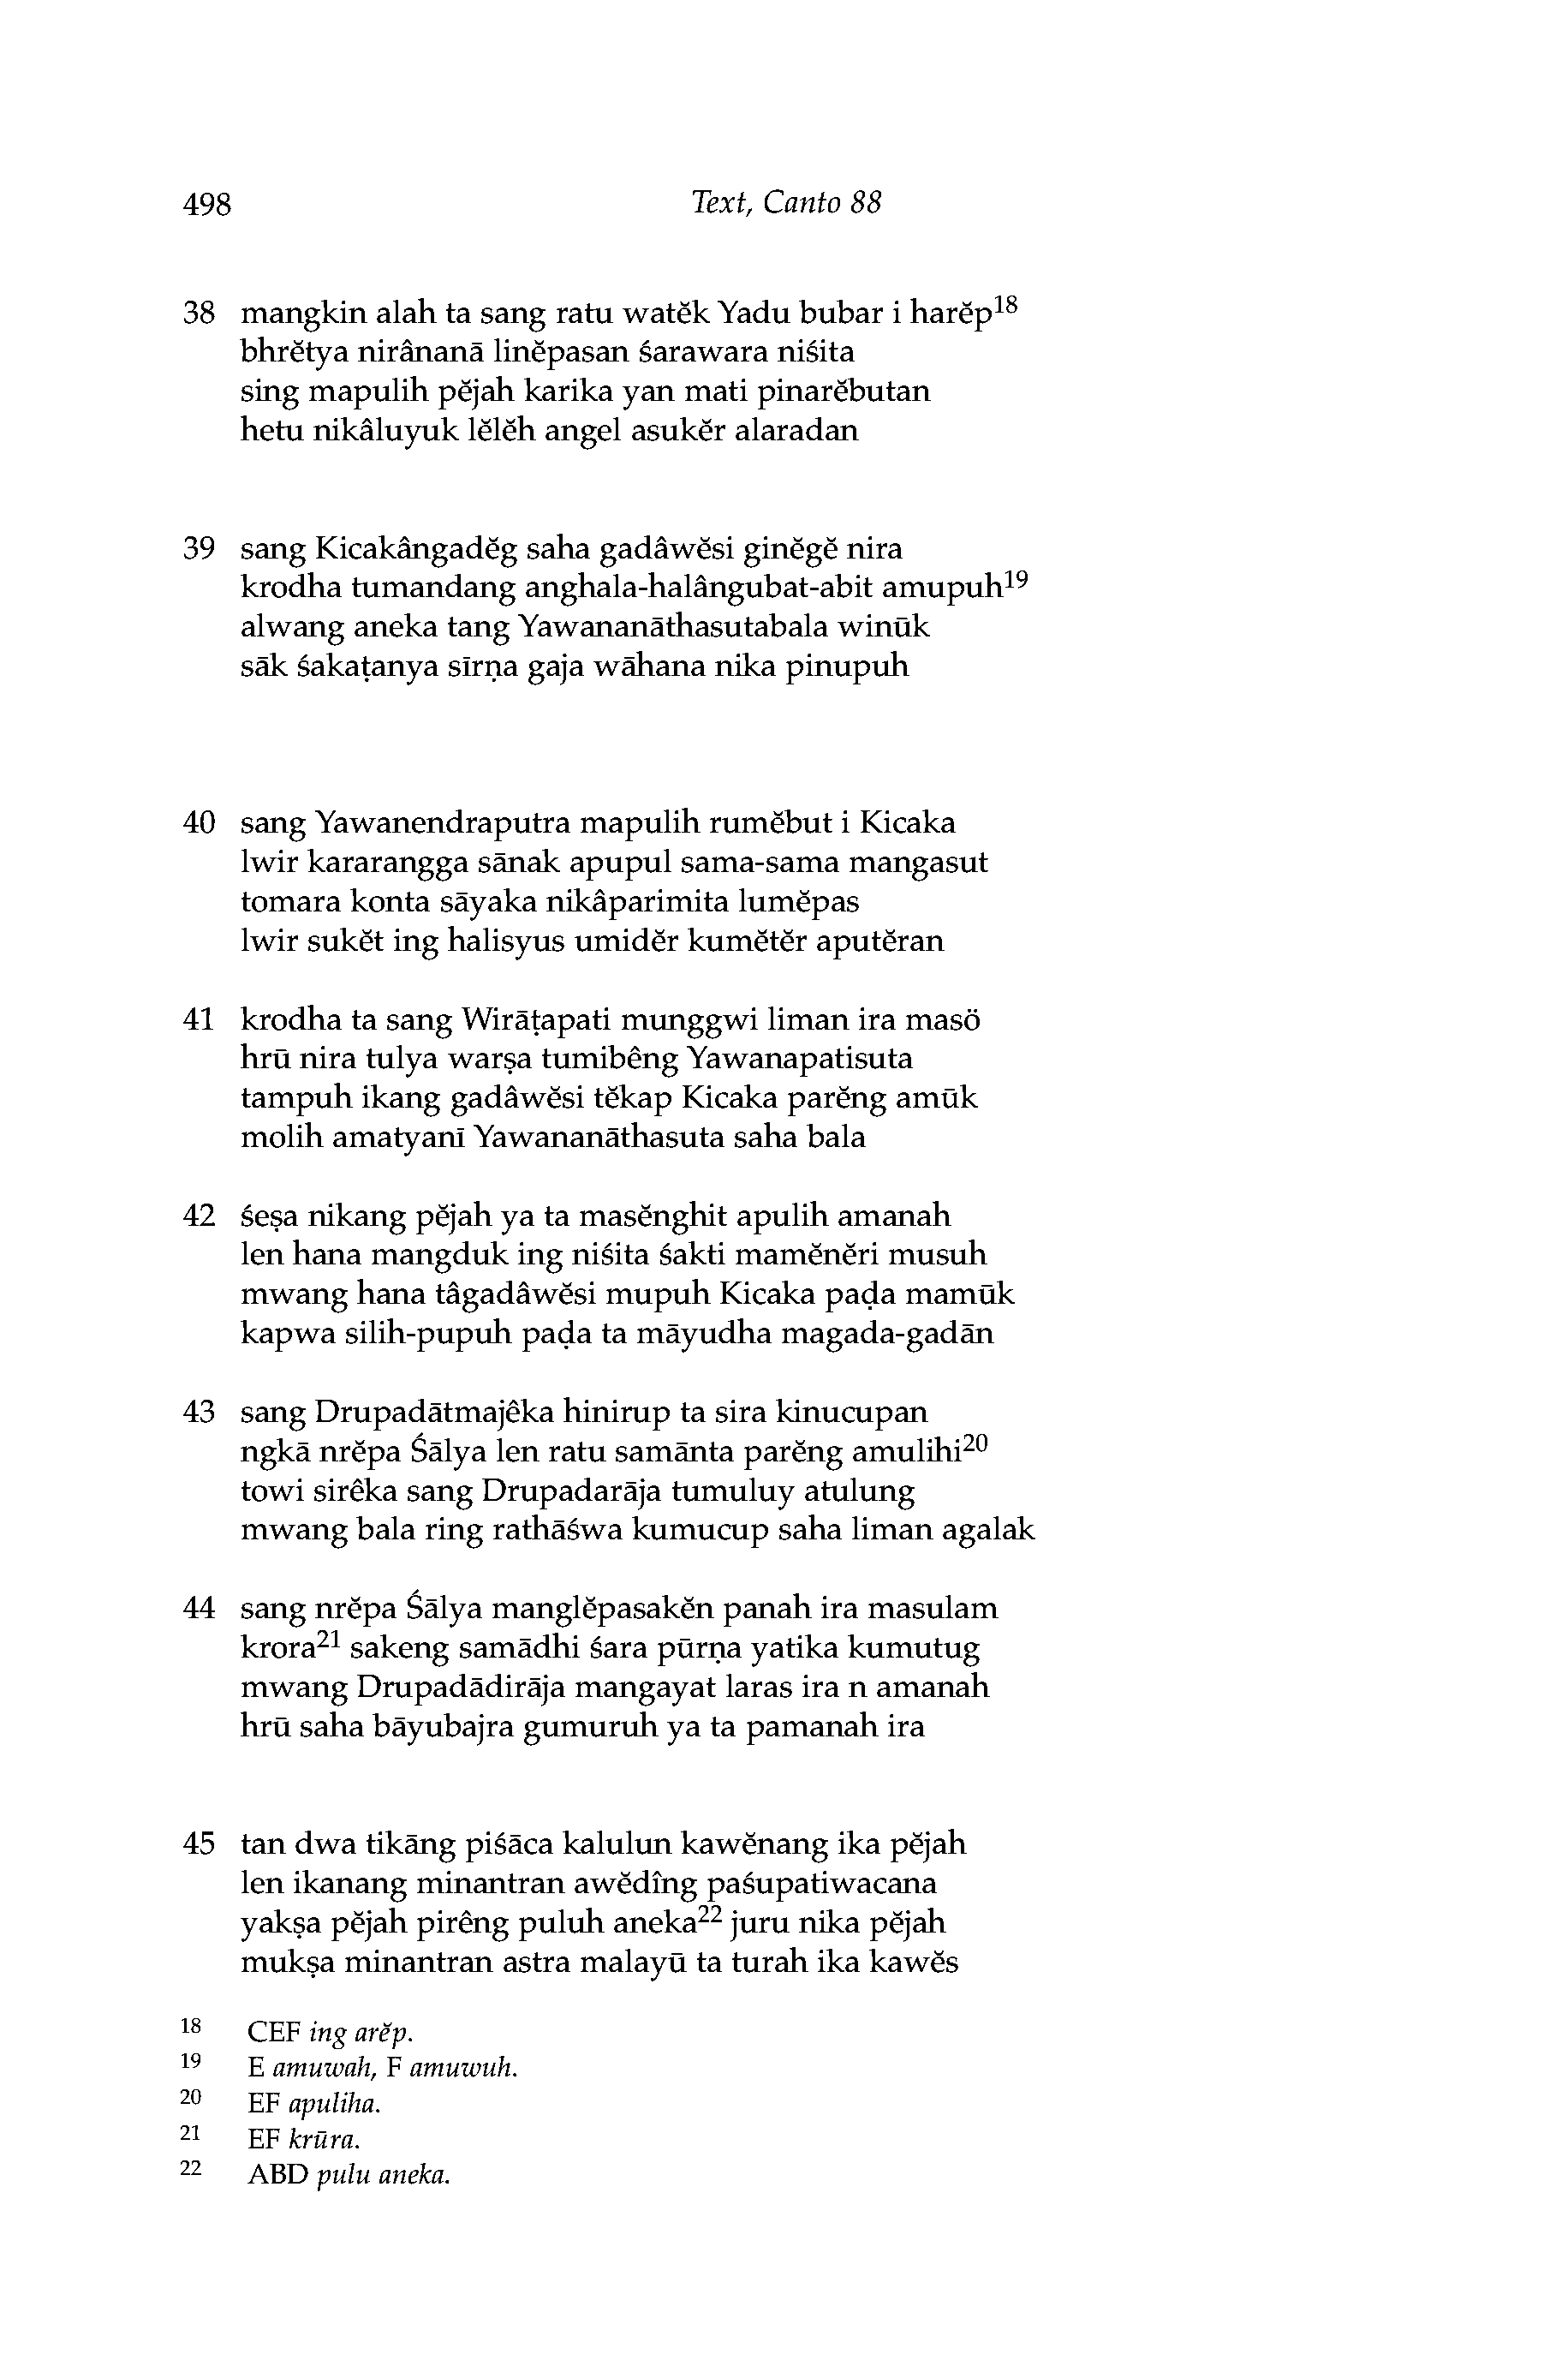 498 Text, Canto 88
38 mangkin alah ta sang ratu watĕk Yadu bubar i harĕp18
bhrĕtya nirânanā linĕpasan śarawara niśita
sing mapulih pĕjah karika yan mati pinarĕbutan
hetu nikâluyuk lĕlĕh angel asukĕr alaradan
39 sang Kicakângadĕg saha gadâwĕsi ginĕgĕ nira
krodha tumandang anghala-halângubat-abit amupuh19
alwang aneka tang Yawananāthasutabala winūk
sāk śakaṭanya sīrṇa gaja wāhana nika pinupuh
40 sang Yawanendraputra mapulih rumĕbut i Kicaka
lwir kararangga sānak apupul sama-sama mangasut
tomara konta sāyaka nikâparimita lumĕpas
lwir sukĕt ing halisyus umidĕr kumĕtĕr aputĕran
41 krodha ta sang Wirāṭapati munggwi liman ira masö
hrū nira tulya warṣa tumibêng Yawanapatisuta
tampuh ikang gadâwĕsi tĕkap Kicaka parĕng amūk
molih amatyanī Yawananāthasuta saha bala
42 śeṣa nikang pĕjah ya ta masĕnghit apulih amanah
len hana mangduk ing niśita śakti mamĕnĕri musuh
mwang hana tâgadâwĕsi mupuh Kicaka paḍa mamūk
kapwa silih-pupuh paḍa ta māyudha magada-gadān
43 sang Drupadātmajêka hinirup ta sira kinucupan
ngkā nrĕpa Śālya len ratu samānta parĕng amulihi20
towi sirêka sang Drupadarāja tumuluy atulung
mwang bala ring rathāśwa kumucup saha liman agalak
44 sang nrĕpa Śālya manglĕpasakĕn panah ira masulam
krora21 sakeng samādhi śara pūrṇa yatika kumutug
mwang Drupadādirāja mangayat laras ira n amanah
hrū saha bāyubajra gumuruh ya ta pamanah ira
45 tan dwa tikāng piśāca kalulun kawĕnang ika pĕjah
len ikanang minantran awĕdîng paśupatiwacana
yakṣa pĕjah pirêng puluh aneka22 juru nika pĕjah
mukṣa minantran astra malayū ta turah ika kawĕs
18 CEF ing arĕp.
19 E amuwah, F amuwuh.
20 EF apuliha.
21 EF krūra.
22 ABD pulu aneka.